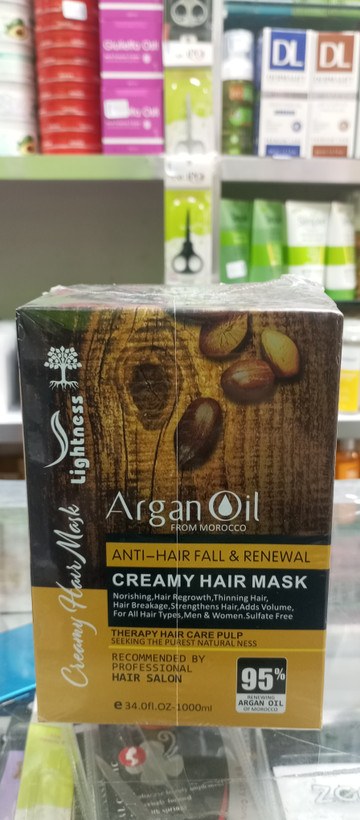 Lightness
Creamy Hair Mask
Argan Oil
FROM MOROCCO
ANTI-HAIR FALL & RENEWAL
CREAMY HAIR MASK
Norishing,Hair Regrowth,Thinning Hair,
Hair Breakage,Strengthens Hair,Adds Volume,
For All Hair Types,Men & Women.Sulfate Free
THERAPY HAIR CARE PULP
SEEKING THE PUREST NATURAL NESS
RECOMMENDED BY
PROFESSIONAL
HAIR SALON
95%
RENEWING
ARGAN OIL
OF MOROCCO
e 34.0fl.OZ-1000ml
DL
DL